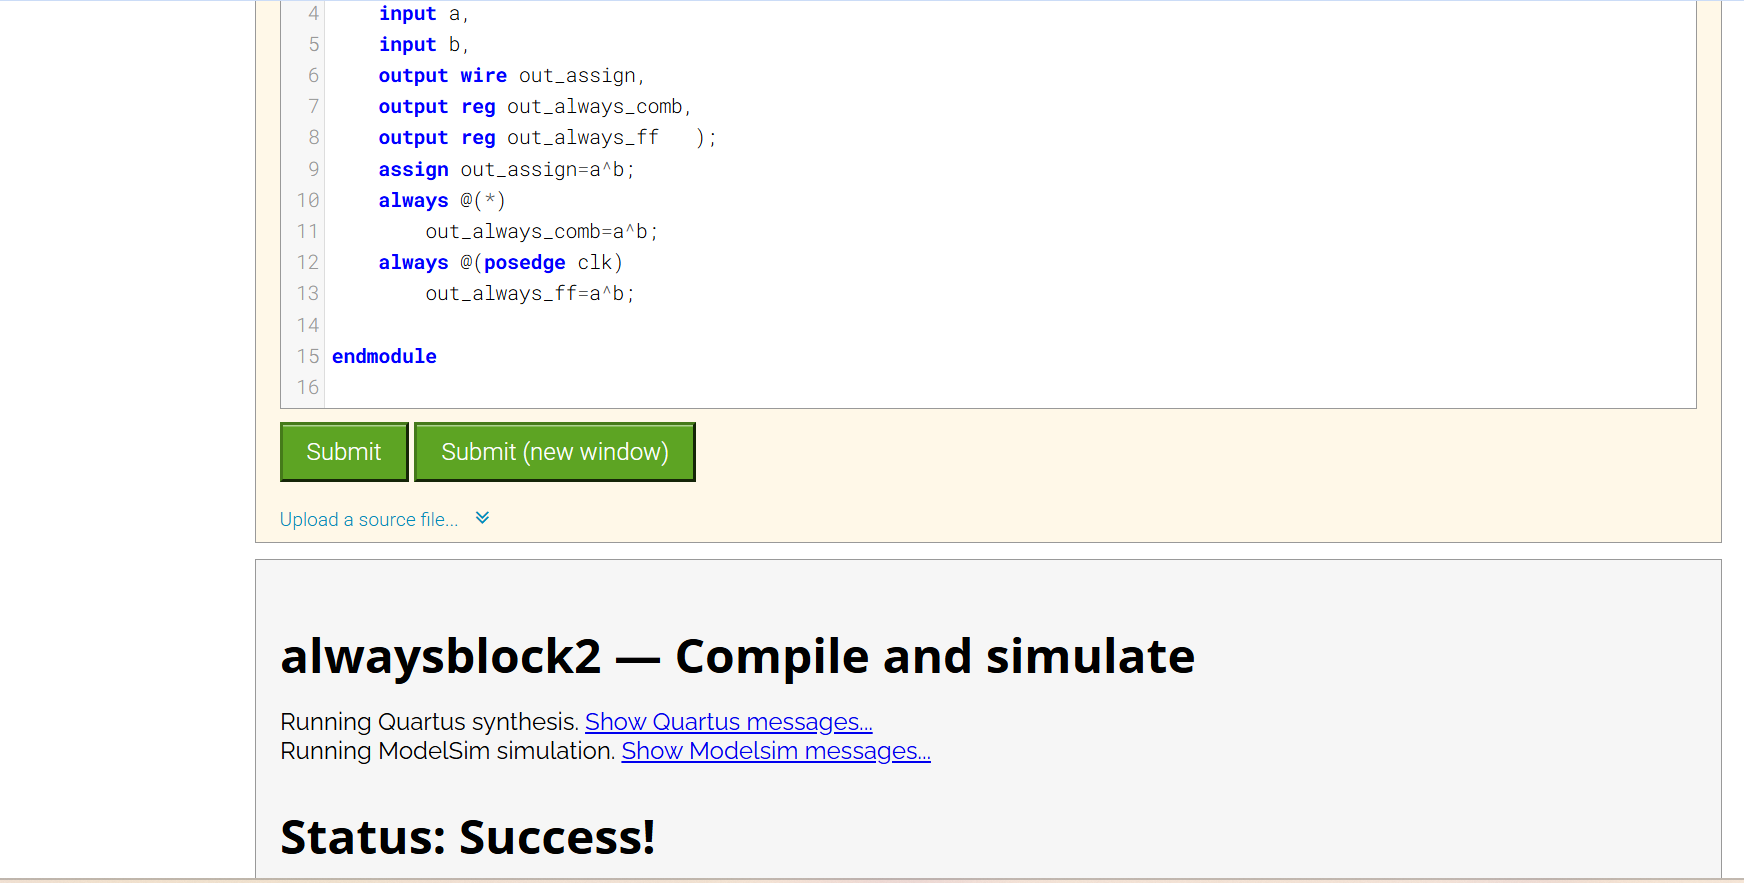 4 input a,
5 input b,
6 output wire out_assign,
7 output reg out_always_comb,
8 output reg out_always_ff   );
9 assign out_assign=a^b;
10 always @(*)
11 out_always_comb=a^b;
12 always @(posedge clk)
13 out_always_ff=a^b;
14
15 endmodule
16
Submit Submit (new window)
Upload a source file...
alwaysblock2 — Compile and simulate
Running Quartus synthesis. Show Quartus messages...
Running ModelSim simulation. Show Modelsim messages...
Status: Success!